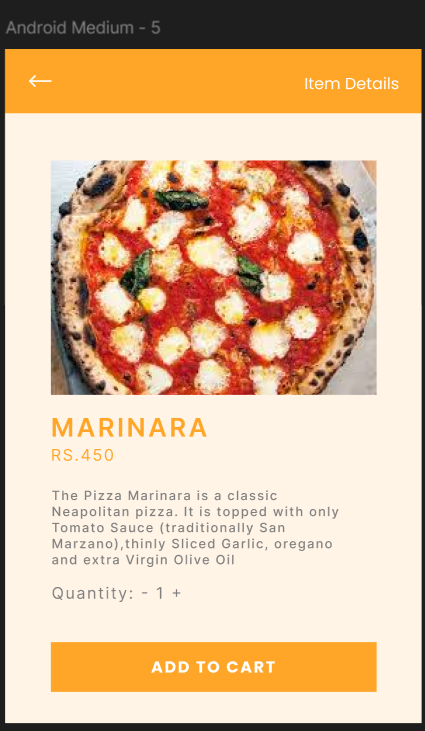 Android Medium - 5
← Item Details
MARINARA
RS.450
The Pizza Marinara is a classic
Neapolitan pizza. It is topped with only
Tomato Sauce (traditionally San
Marzano),thinly Sliced Garlic, oregano
and extra Virgin Olive Oil
Quantity: - 1 +
ADD TO CART